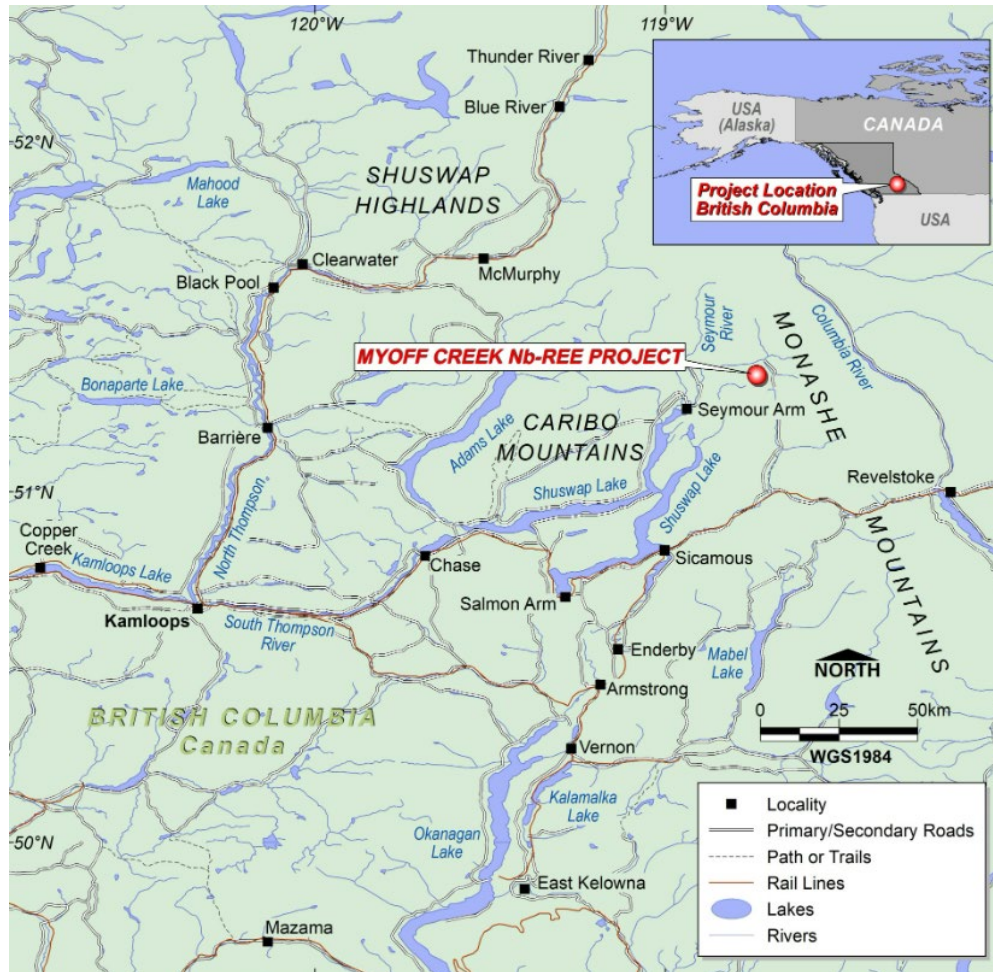 120°W
119°W
Thunder River
Blue River
USA
(Alaska)
CANADA
Project Location
British Columbia
USA
52°N
SHUSWAP
HIGHLANDS
Mahood
Lake
Clearwater
McMurphy
Black Pool
Seymour
River
Columbia River
MONASHE
MOUNTAINS
MYOFF CREEK Nb-REE PROJECT
Bonaparte Lake
Seymour Arm
Adams Lake
CARIBO
MOUNTAINS
Barrière
Shuswap Lake
Shuswap Lake
Revelstoke
51°N
Copper
Creek
Kamloops Lake
North Thompson
Chase
Sicamous
Kamloops
South Thompson
River
Salmon Arm
Enderby
Mabel
Lake
NORTH
Armstrong
0 25 50km
WGS1984
BRITISH COLUMBIA
Canada
Vernon
Kalamalka
Lake
Okanagan
Lake
50°N
East Kelowna
Mazama
Locality
Primary/Secondary Roads
Path or Trails
Rail Lines
Lakes
Rivers